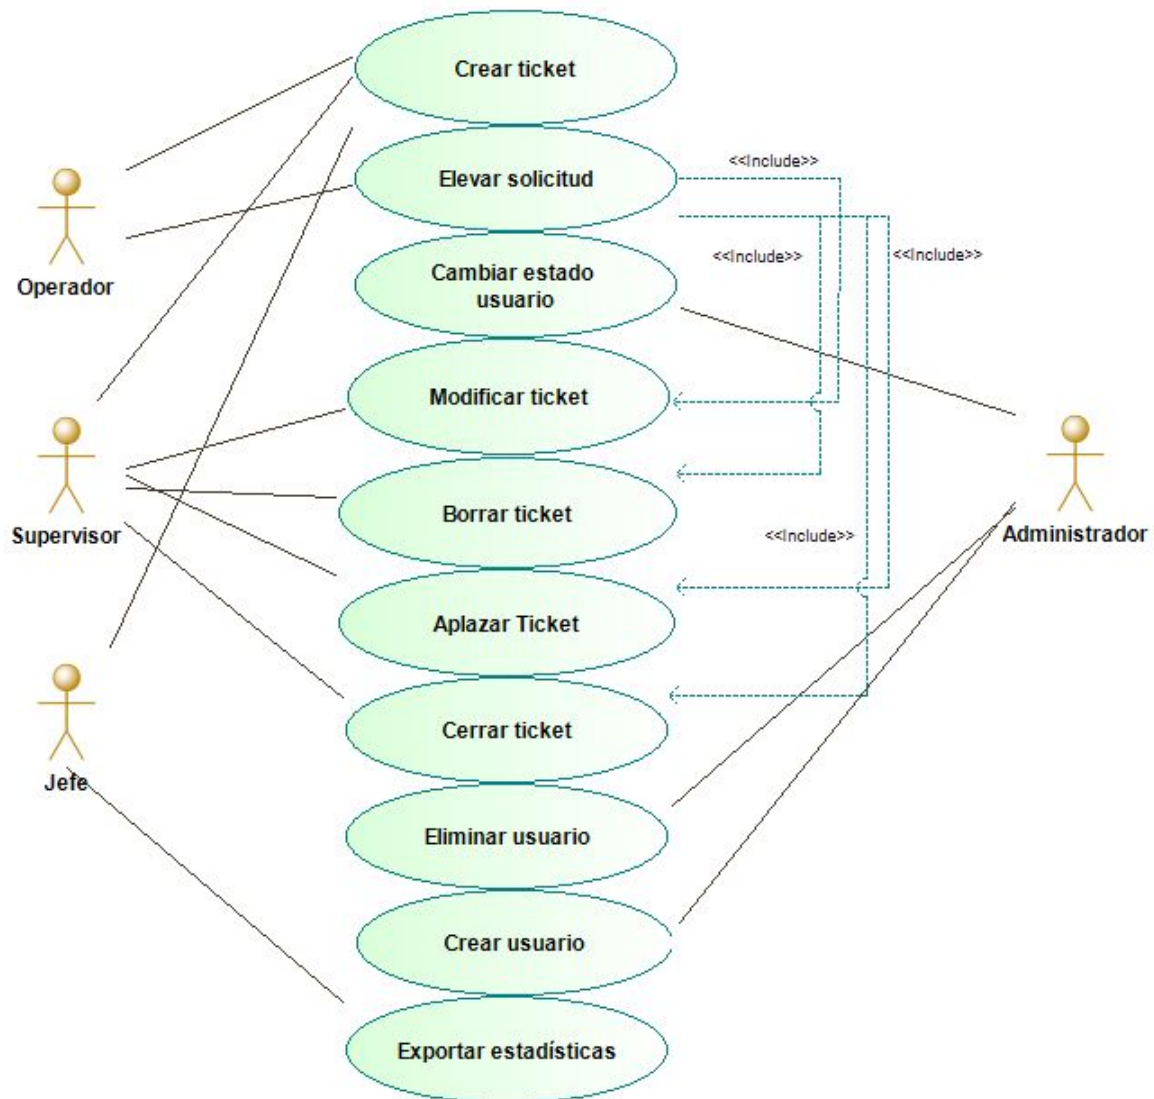 Crear ticket
<<Include>>
Elevar solicitud
<<Include>>
<<Include>>
Cambiar estado
usuario
Operador
Modificar ticket
Borrar ticket
Supervisor
<<Include>>
Administrador
Aplazar Ticket
Cerrar ticket
Jefe
Eliminar usuario
Crear usuario
Exportar estadísticas